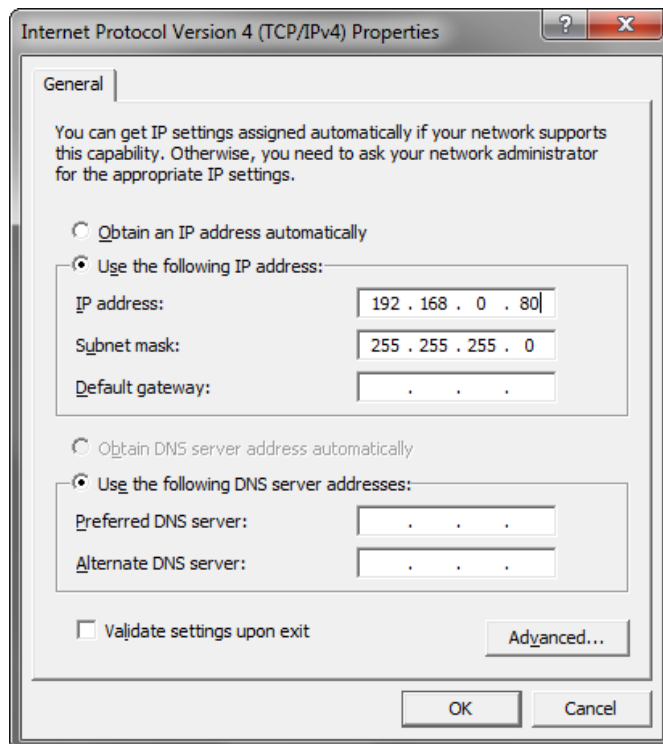 Internet Protocol Version 4 (TCP/IPv4) Properties
? X
General
You can get IP settings assigned automatically if your network supports
this capability. Otherwise, you need to ask your network administrator
for the appropriate IP settings.
Obtain an IP address automatically
Use the following IP address:
IP address: 192 . 168 . 0 . 80
Subnet mask: 255 . 255 . 255 . 0
Default gateway: . . .
Obtain DNS server address automatically
Use the following DNS server addresses:
Preferred DNS server: . . .
Alternate DNS server: . . .
Validate settings upon exit
Advanced...
OK Cancel